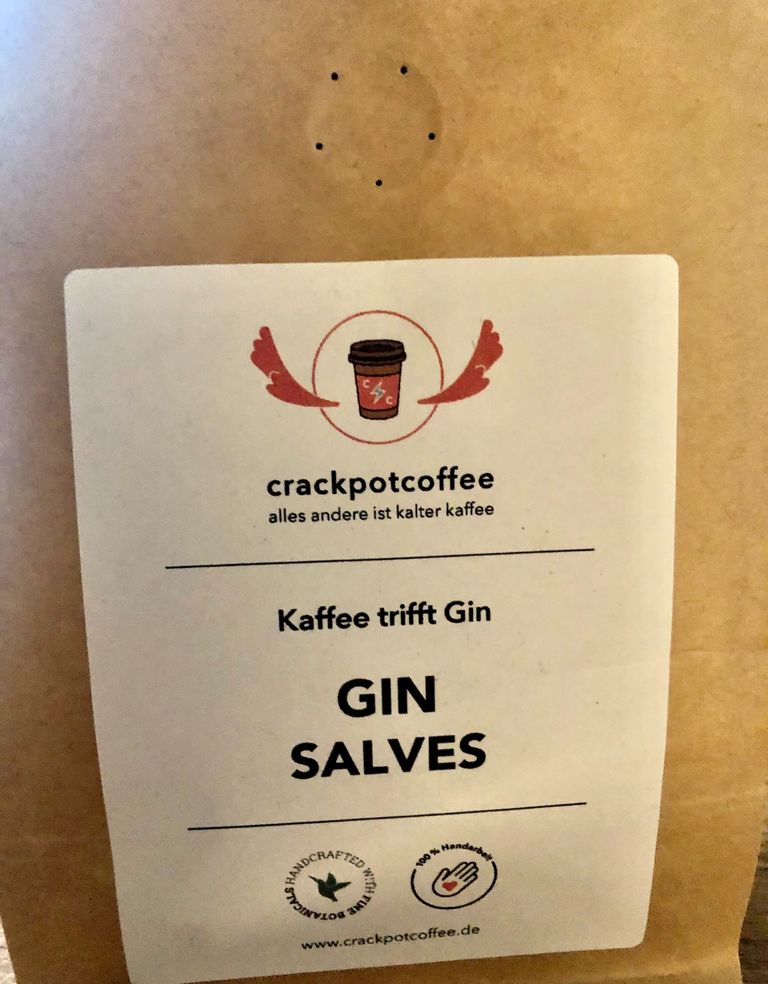 C C
crackpotcoffee
alles andere ist kalter kaffee
Kaffee trifft Gin
GIN
SALVES
HANDCRAFTED WITH FINE BOTANICALS
100% Handarbeit
www.crackpotcoffee.de